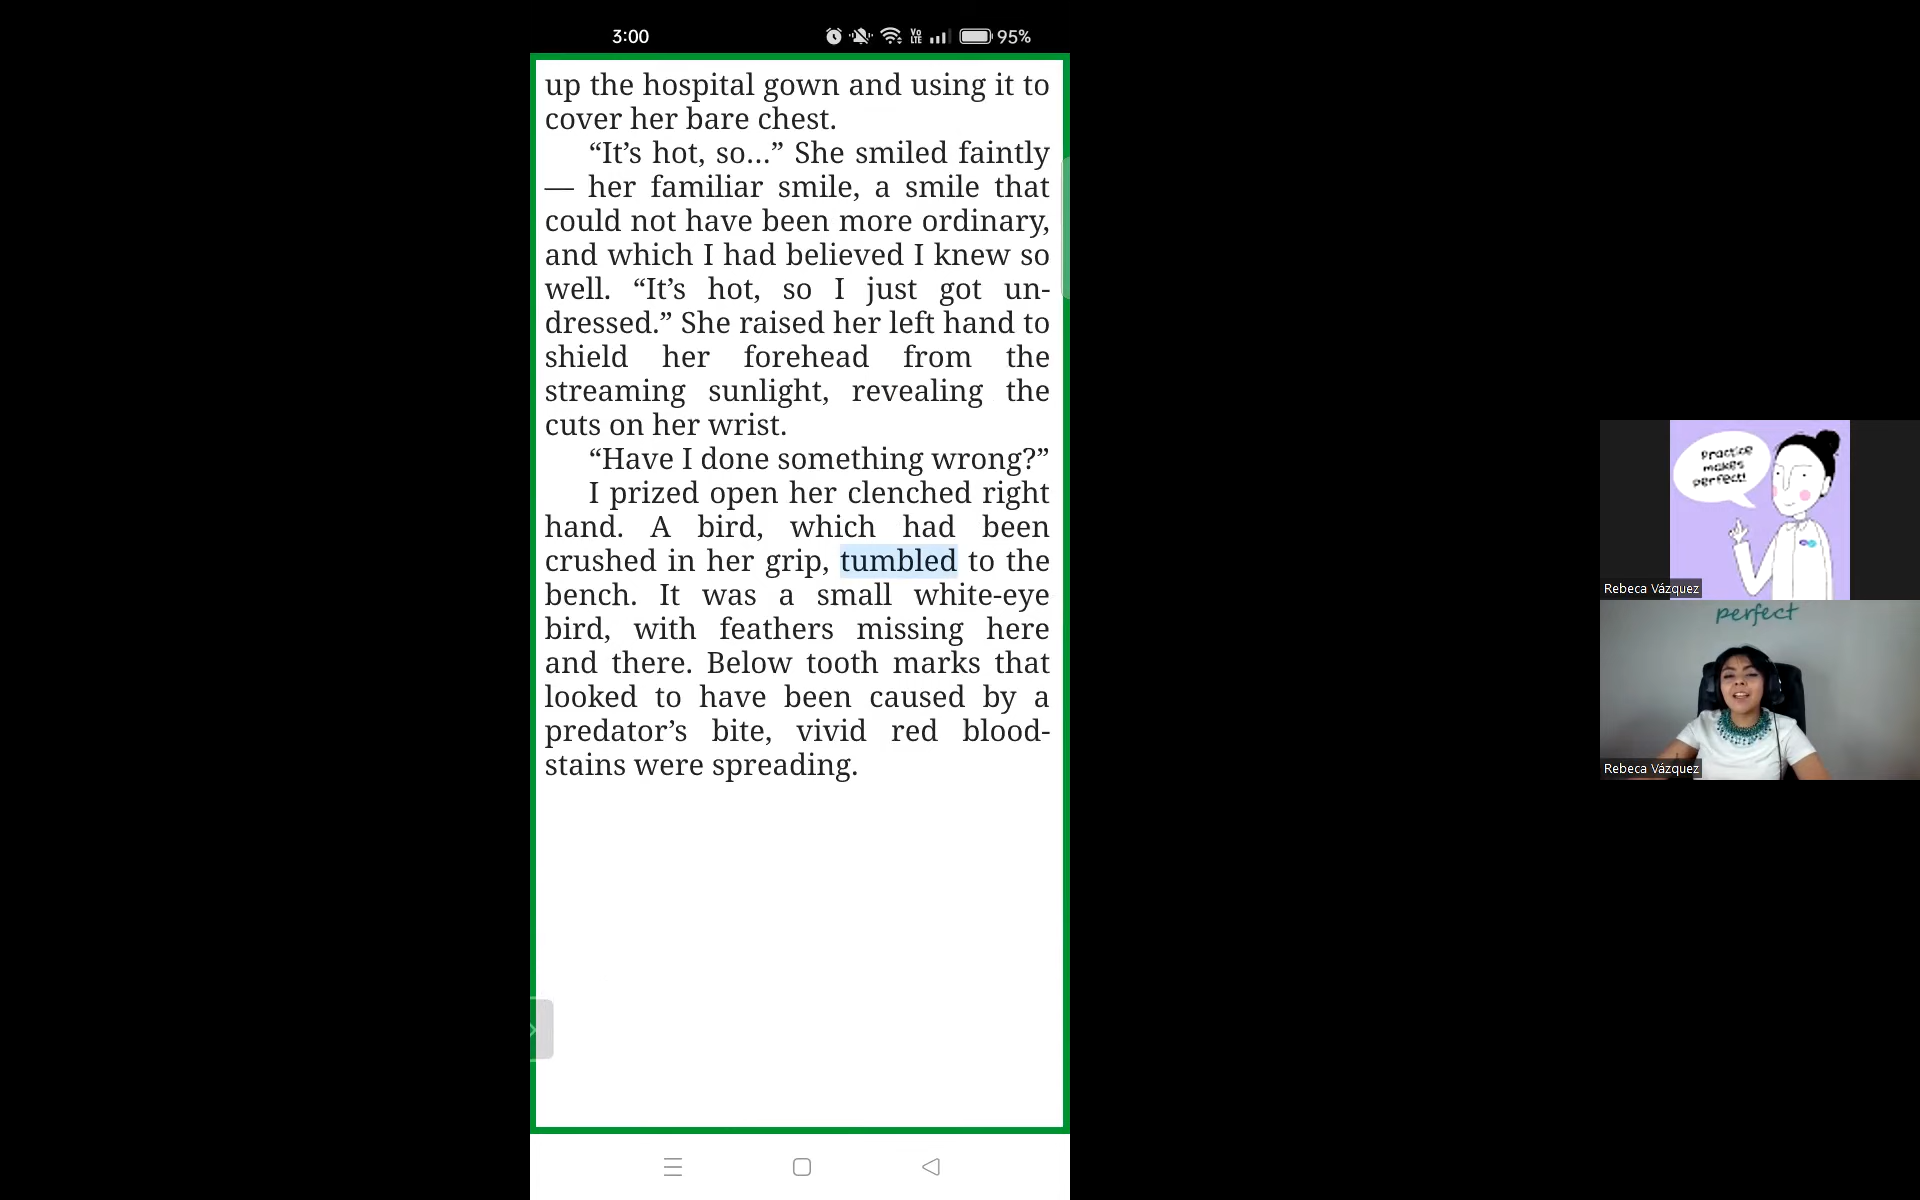 3:00
Vo
LTE
95%
up the hospital gown and using it to
cover her bare chest.
“It’s hot, so…” She smiled faintly
— her familiar smile, a smile that
could not have been more ordinary,
and which I had believed I knew so
well. “It’s hot, so I just got un-
dressed.” She raised her left hand to
shield her forehead from the
streaming sunlight, revealing the
cuts on her wrist.
“Have I done something wrong?”
I prized open her clenched right
hand. A bird, which had been
crushed in her grip, tumbled to the
bench. It was a small white-eye
bird, with feathers missing here
and there. Below tooth marks that
looked to have been caused by a
predator’s bite, vivid red blood-
stains were spreading.
Practice
makes
perfect!
Rebeca Vázquez
perfect
Rebeca Vázquez